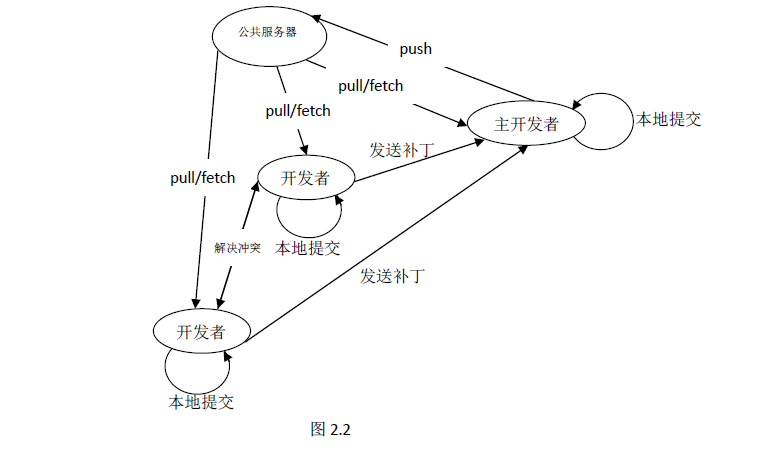 公共服务器
push
pull/fetch
pull/fetch
主开发者
本地提交
发送补丁
pull/fetch
开发者
解决冲突
本地提交
发送补丁
开发者
本地提交
图 2.2